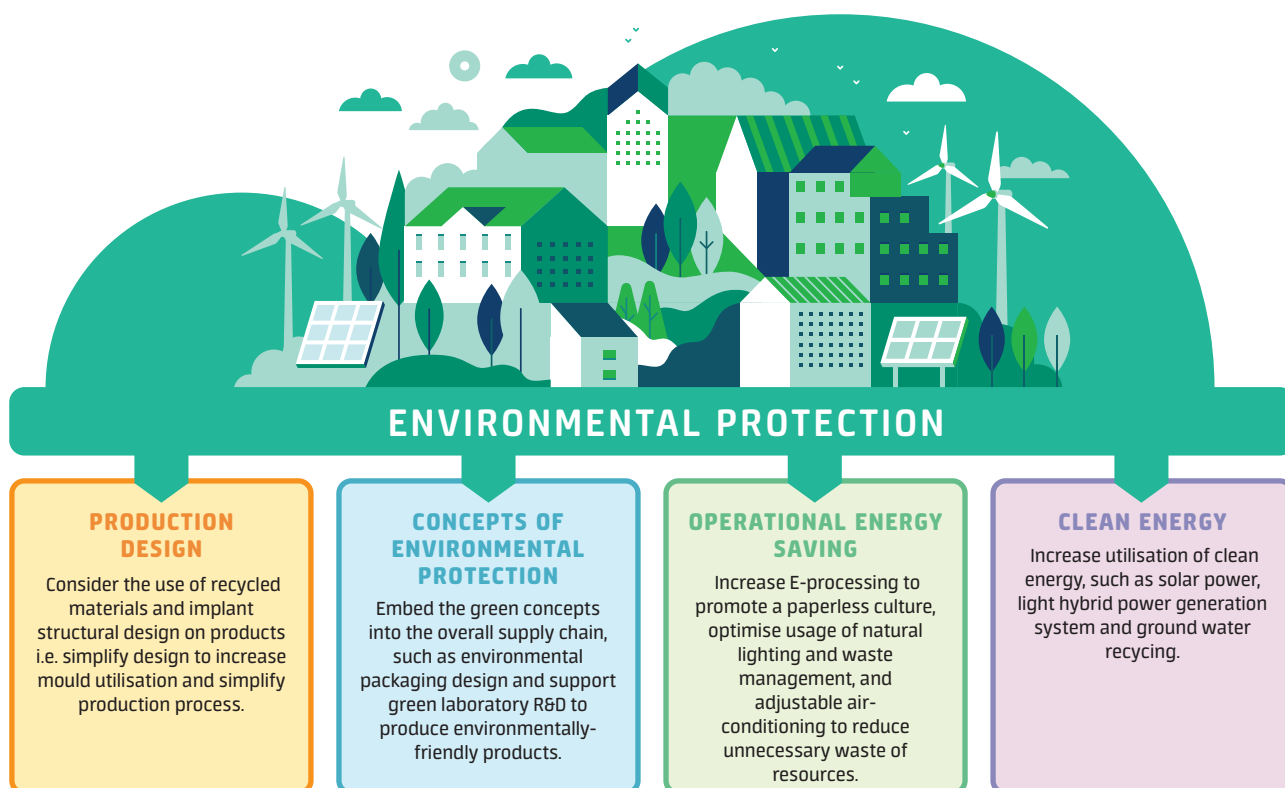 ENVIRONMENTAL PROTECTION
PRODUCTION
DESIGN
Consider the use of recycled
materials and implant
structural design on products
i.e. simplify design to increase
mould utilisation and simplify
production process.
CONCEPTS OF
ENVIRONMENTAL
PROTECTION
Embed the green concepts
into the overall supply chain,
such as environmental
packaging design and support
green laboratory R&D to
produce environmentally-
friendly products.
OPERATIONAL ENERGY
SAVING
Increase E-processing to
promote a paperless culture,
optimise usage of natural
lighting and waste
management, and
adjustable air-
conditioning to reduce
unnecessary waste of
resources.
CLEAN ENERGY
Increase utilisation of clean
energy, such as solar power,
light hybrid power generation
system and ground water
recycing.